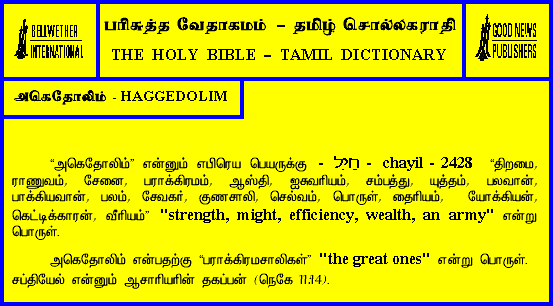 BELLWETHER
INTERNATIONAL
பரிசுத்த வேதாகமம் – தமிழ் சொல்லகராதி
THE HOLY BIBLE – TAMIL DICTIONARY
GOOD NEWS
PUBLISHERS
அகெதோலிம் - HAGGEDOLIM
“அகெதோலிம்” என்னும் எபிரெய பெயருக்கு - - chayil - 2428 “திறமை,
ராணுவம், சேனை, பராக்கிரமம், ஆஸ்தி, ஐசுவரியம், சம்பத்து, யுத்தம், பலவான்,
பாக்கியவான், பலம், சேவகர், குணசாலி, செல்வம், பொருள், தைரியம், யோக்கியன்,
கெட்டிக்காரன், வீரியம்” "strength, might, efficiency, wealth, an army" என்று
பொருள்.
அகெதோலிம் என்பதற்கு “பராக்கிரமசாலிகள்” "the great ones" என்று பொருள்.
சப்தியேல் என்னும் ஆசாரியரின் தகப்பன் (நெகே 11:14).